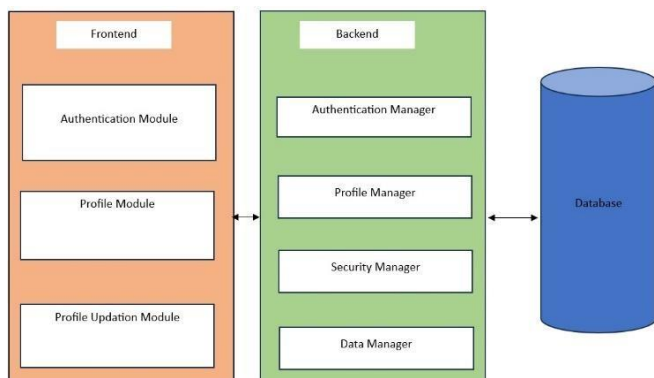 Frontend
Authentication Module
Profile Module
Profile Updation Module
Backend
Authentication Manager
Profile Manager
Security Manager
Data Manager
Database